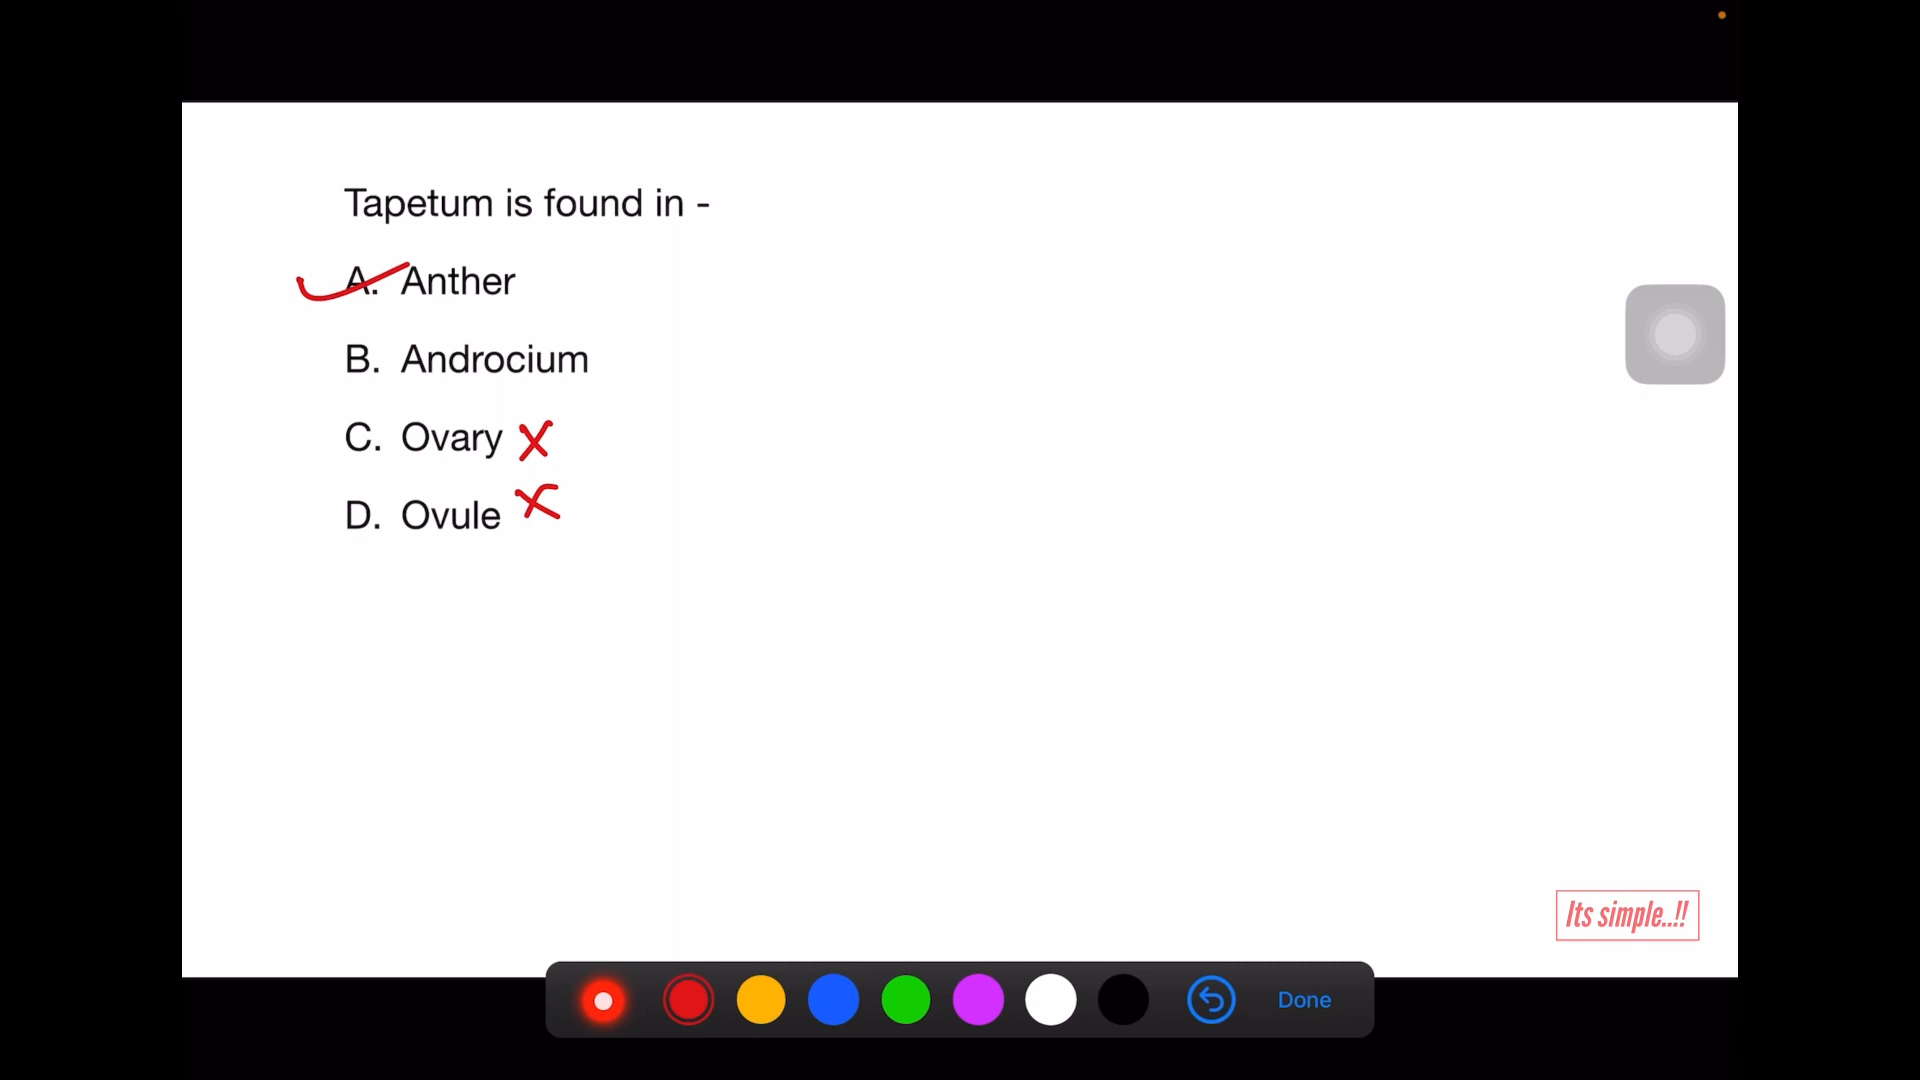 Tapetum is found in -
A. Anther
B. Androcium
C. Ovary
D. Ovule
Its simple..!!
Done